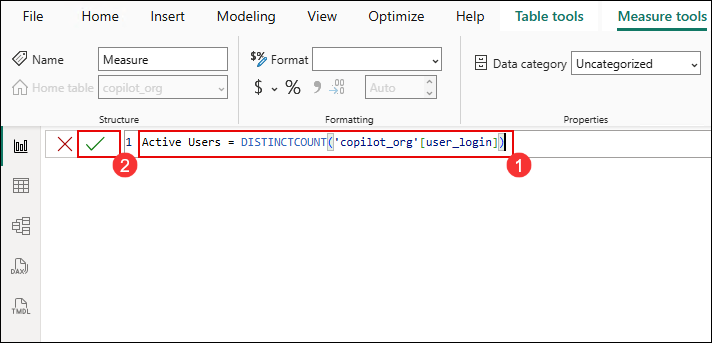 File Home Insert Modeling View Optimize Help Table tools Measure tools
Name Measure
Home table copilot_org
Structure
$% Format
$ % , .00 →0 Auto
Formatting
Data category Uncategorized
Properties
1 Active Users = DISTINCTCOUNT('copilot_org'[user_login])
2 1
DAX
TMDL